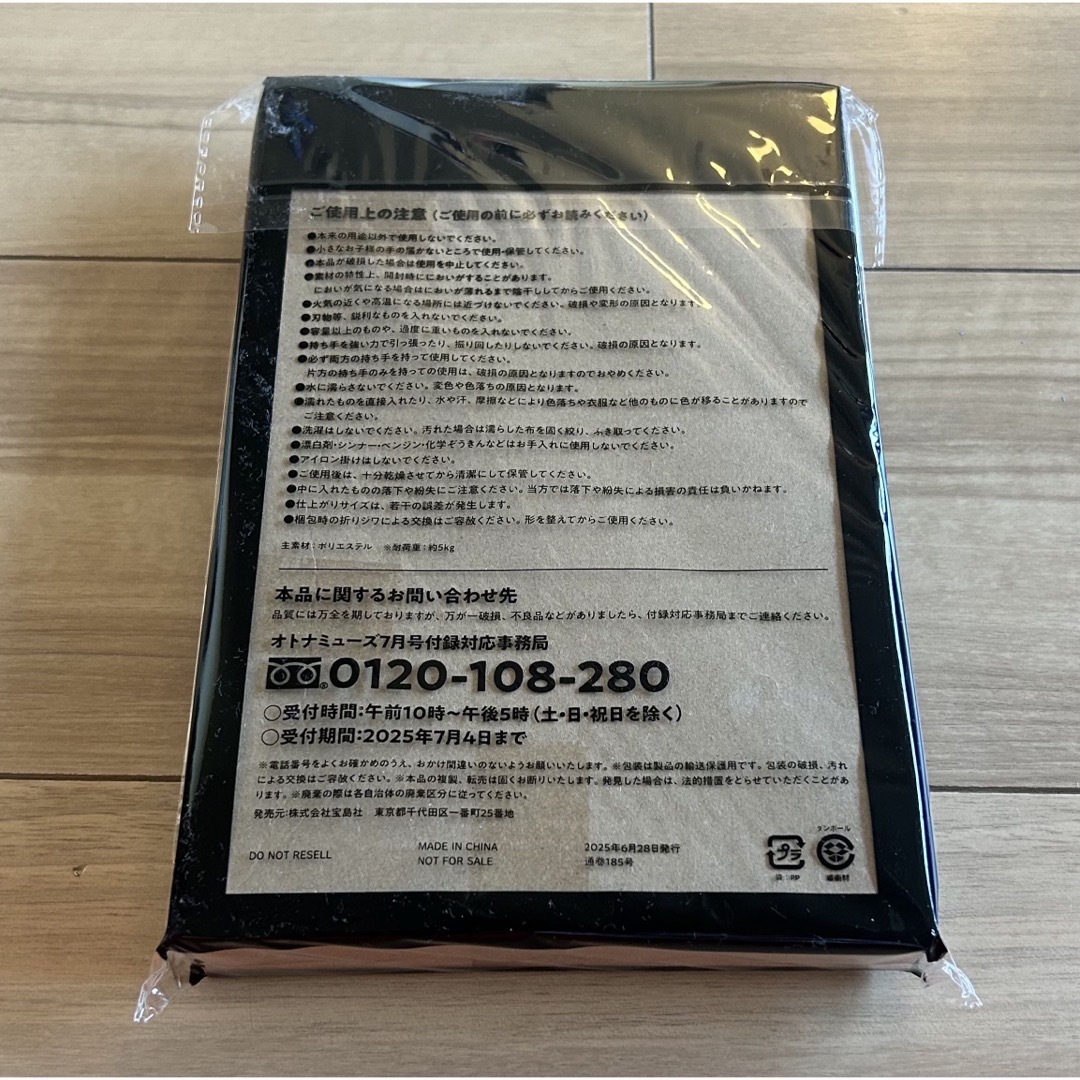 ご使用上の注意(ご使用の前に必ずお読みください)
●本来の用途以外で使用しないでください。
●小さなお子様の手の届かないところで使用・保管してください。
●本品が破損した場合は使用を中止してください。
●素材の特性上、開封時ににおいがすることがあります。
においが気になる場合はにおいが薄れるまで陰干ししてからご使用ください。
●火気の近くや高温になる場所には近づけないでください。破損や変形の原因となります。
●刃物等、鋭利なものを入れないでください。
●容量以上のものや、過度に重いものを入れないでください。
●持ち手を強い力で引っ張ったり、振り回したりしないでください。破損の原因となります。
●必ず両方の持ち手を持って使用してください。
片方の持ち手のみを持っての使用は、破損の原因となりますのでおやめください。
●水に濡らさないでください。変色や色落ちの原因となります。
●濡れたものを直接入れたり、水や汗、摩擦などにより色落ちや衣服など他のものに色が移ることがありますので
ご注意ください。
●洗濯はしないでください。汚れた場合は濡らした布を固く絞り、ふき取ってください。
●漂白剤・シンナー・ベンジン・化学ぞうきんなどはお手入れに使用しないでください。
●アイロン掛けはしないでください。
●ご使用後は、十分乾燥させてから清潔にして保管してください。
●中に入れたものの落下や紛失にご注意ください。当方では落下や紛失による損害の責任は負いかねます。
●仕上がりサイズは、若干の誤差が発生します。
●梱包時の折りジワによる交換はご容赦ください。形を整えてからご使用ください。
主素材:ポリエステル ※耐荷重:約5kg
本品に関するお問い合わせ先
品質には万全を期しておりますが、万が一破損、不良品などがありましたら、付録対応事務局までご連絡ください。
オトナミューズ7月号付録対応事務局
0120-108-280
○受付時間:午前10時〜午後5時(土・日・祝日を除く)
○受付期間:2025年7月4日まで
※電話番号をよくお確かめのうえ、おかけ間違いのないようお願いいたします。※包装は製品の輸送保護用です。包装の破損、汚れ
による交換はご容赦ください。※本品の複製、転売は固くお断りいたします。発見した場合は、法的措置をとらせていただくことがあ
ります。※廃棄の際は各自治体の廃棄区分に従ってください。
発売元:株式会社宝島社 東京都千代田区一番町25番地
DO NOT RESELL
MADE IN CHINA
NOT FOR SALE
2025年6月28日発行
通巻185号
プラ
袋:PP
ダンボール
緩衝材